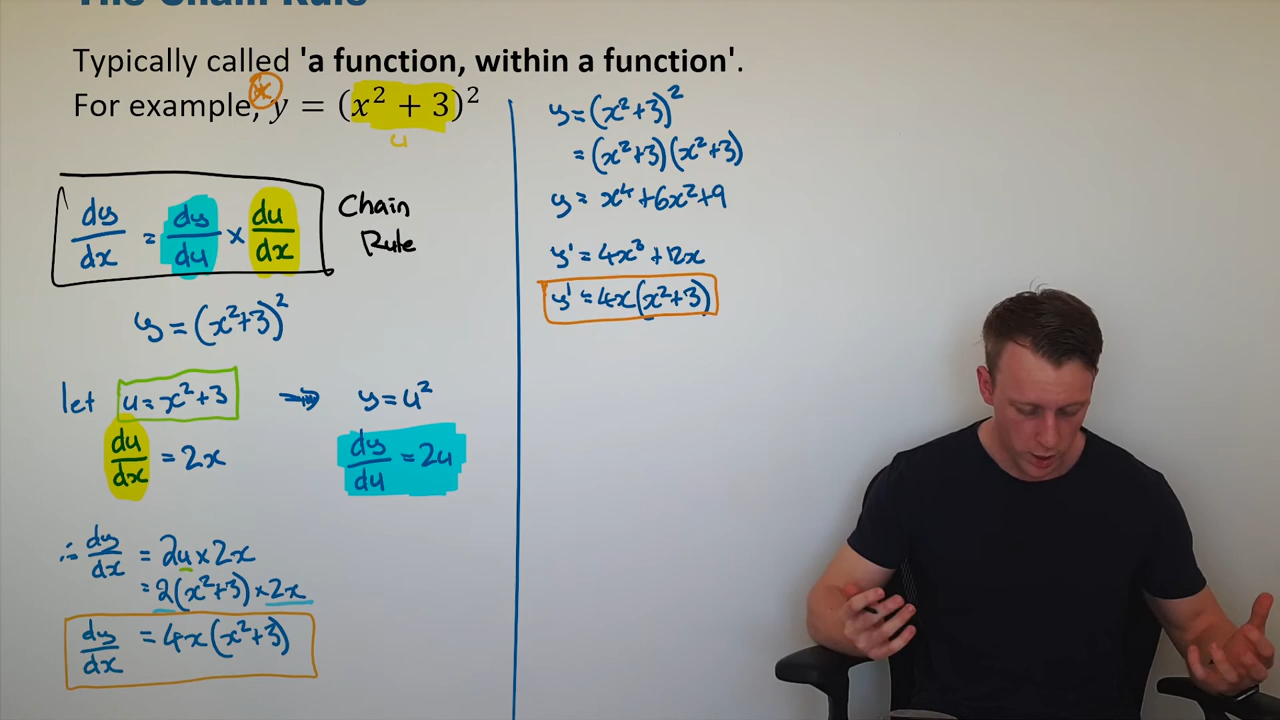 The Chain Rule
Typically called 'a function, within a function'.
For example, y = (x² + 3)²
u
dy/dx = dy/du × du/dx
Chain
Rule
y = (x²+3)²
let u = x²+3 ⇒ y = u²
du/dx = 2x
dy/du = 2u
∴ dy/dx = 2u × 2x
= 2(x²+3) × 2x
dy/dx = 4x(x²+3)
y = (x²+3)²
= (x²+3)(x²+3)
y = x⁴ + 6x² + 9
y' = 4x³ + 12x
y' = 4x(x²+3)